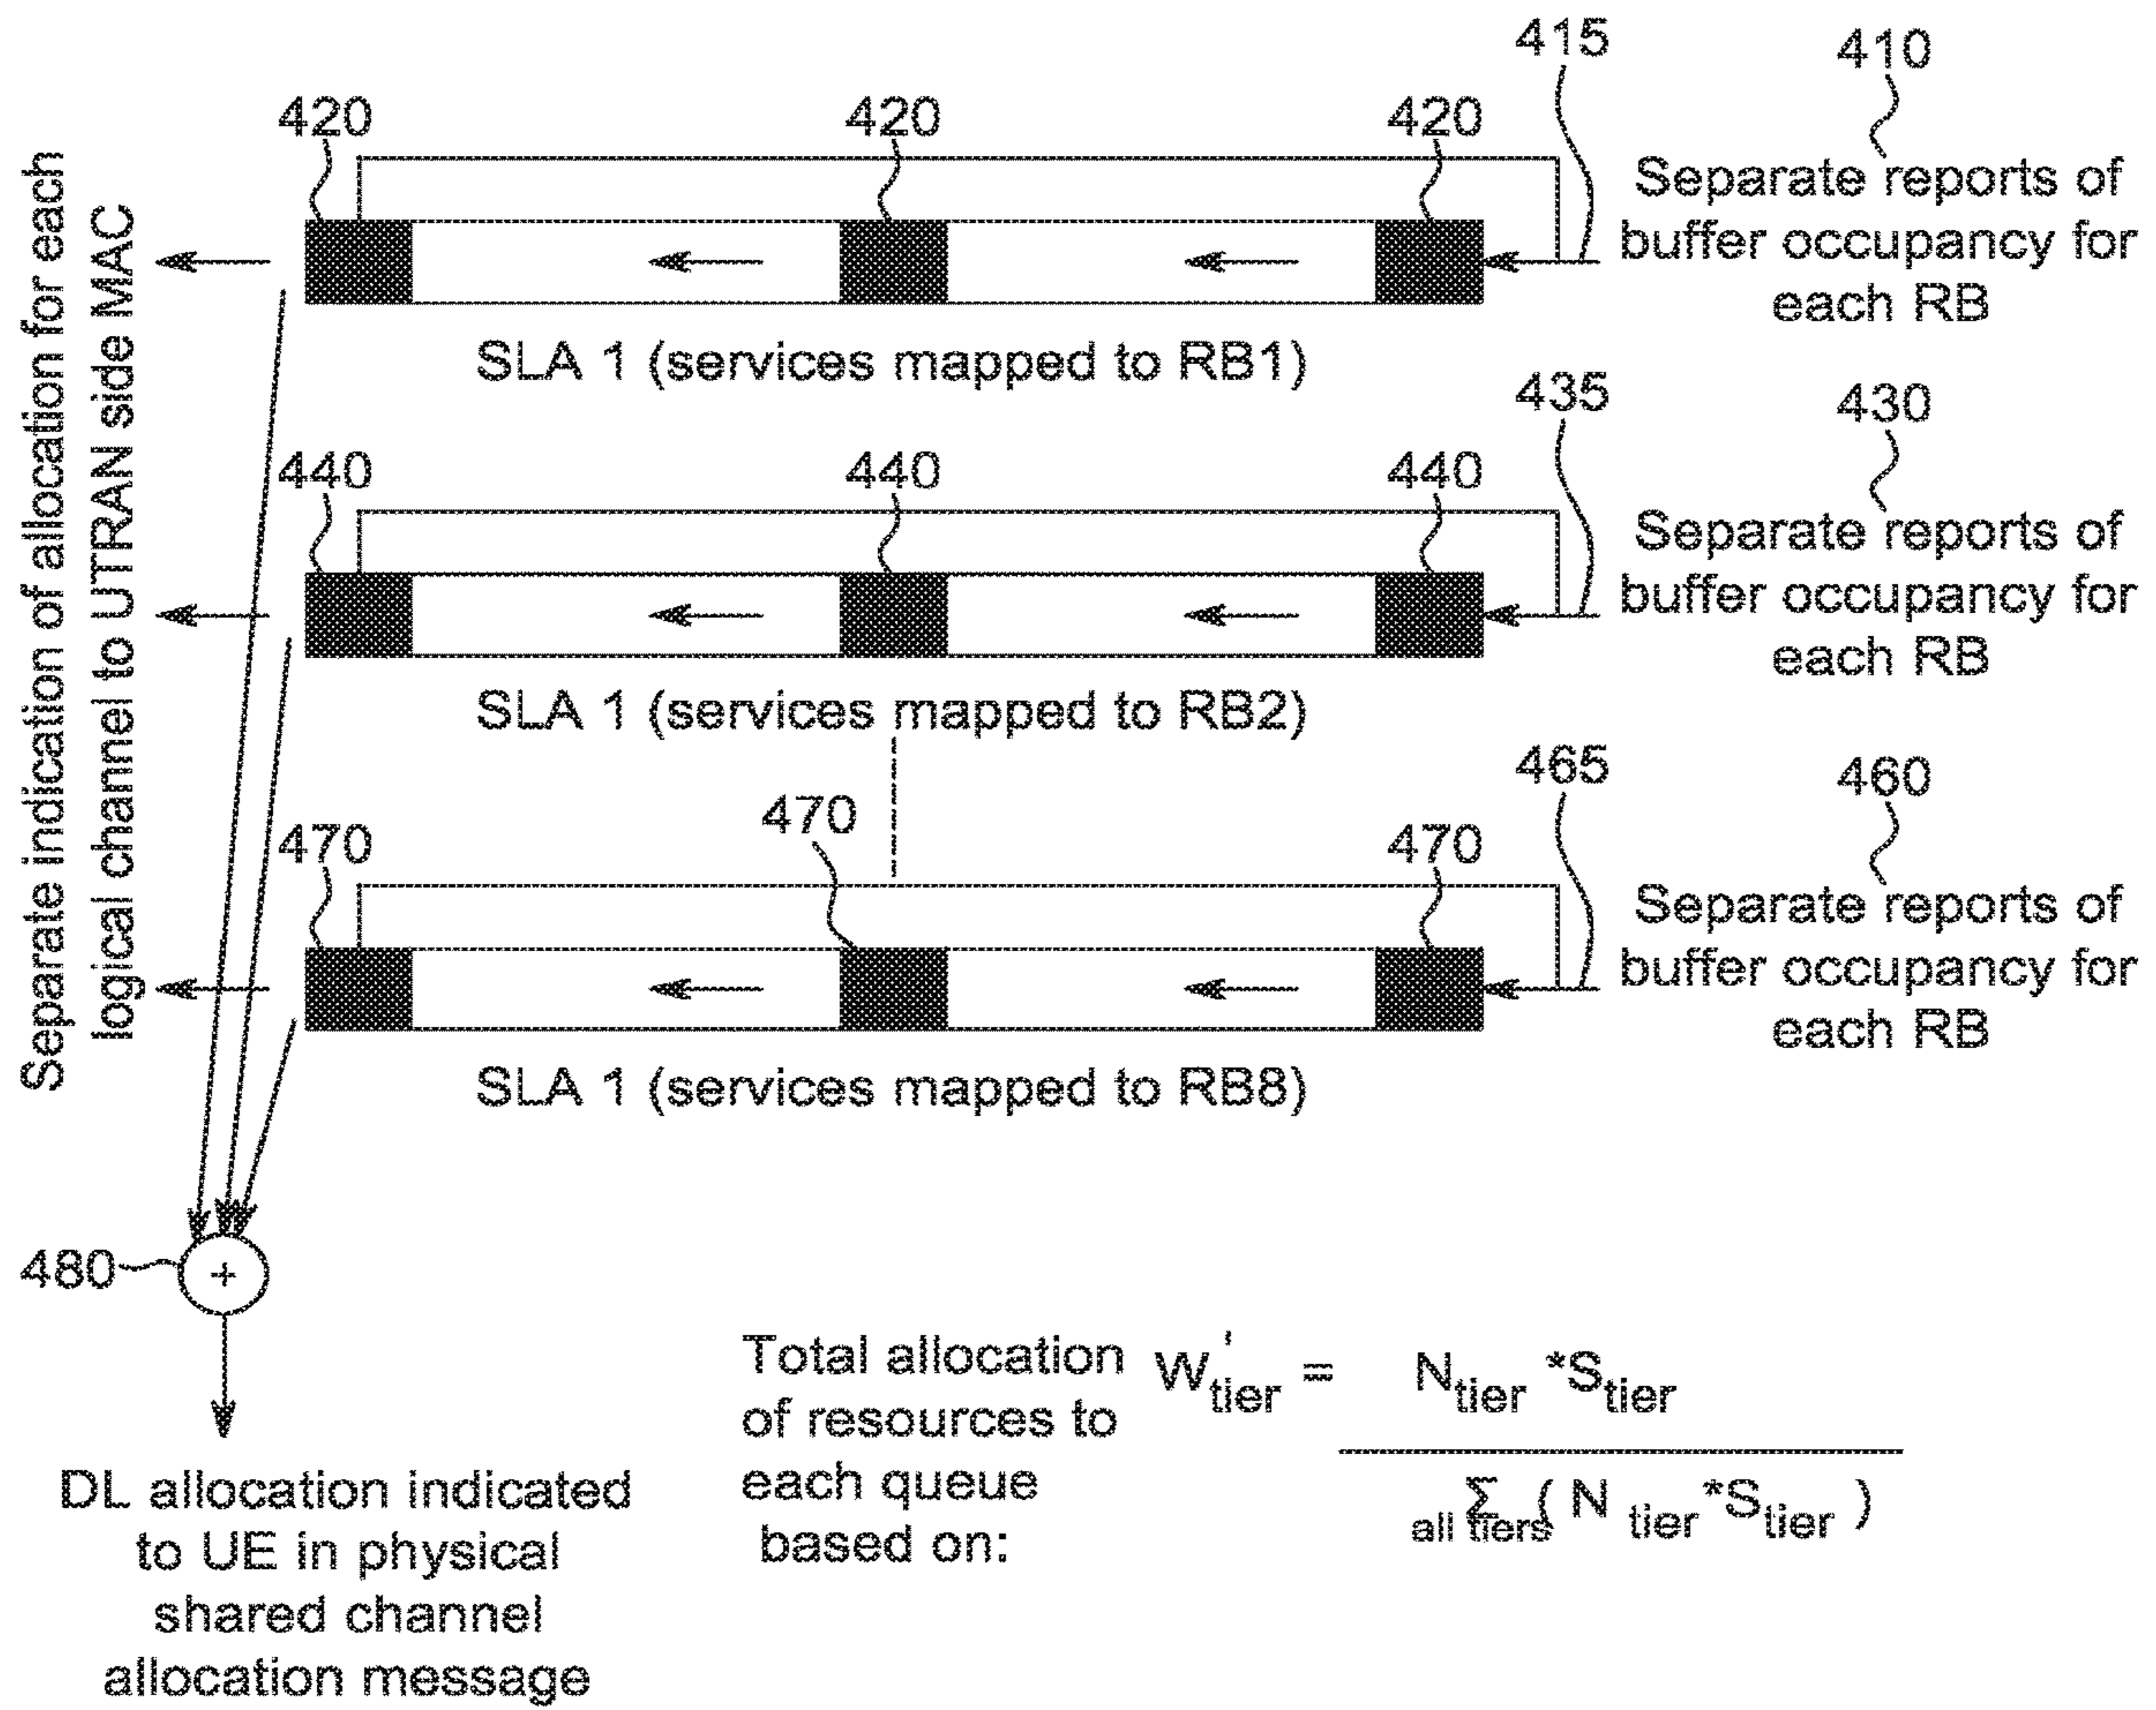 415
410
420
420
420
Separate reports of
buffer occupancy for
each RB
SLA 1 (services mapped to RB1)
435
430
440
440
440
Separate reports of
buffer occupancy for
each RB
SLA 1 (services mapped to RB2)
465
460
470
470
470
Separate reports of
buffer occupancy for
each RB
SLA 1 (services mapped to RB8)
Separate indication of allocation for each
logical channel to UTRAN side MAC
480
+
DL allocation indicated
to UE in physical
shared channel
allocation message
Total allocation
of resources to
each queue
based on:
W'tier = Ntier *Stier
Σ all tiers ( N tier *Stier )